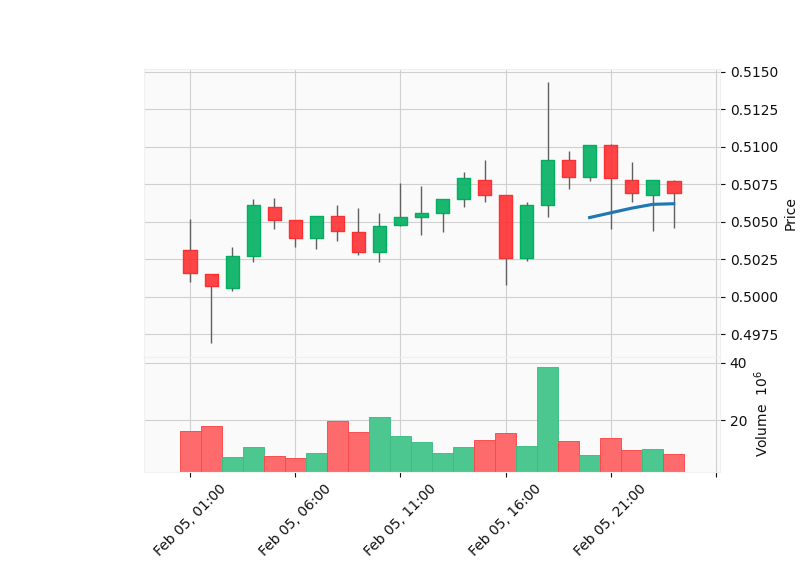 0.5150
0.5125
0.5100
0.5075
0.5050
0.5025
0.5000
0.4975
Price
40
20
Volume 10⁶
Feb 05, 01:00
Feb 05, 06:00
Feb 05, 11:00
Feb 05, 16:00
Feb 05, 21:00